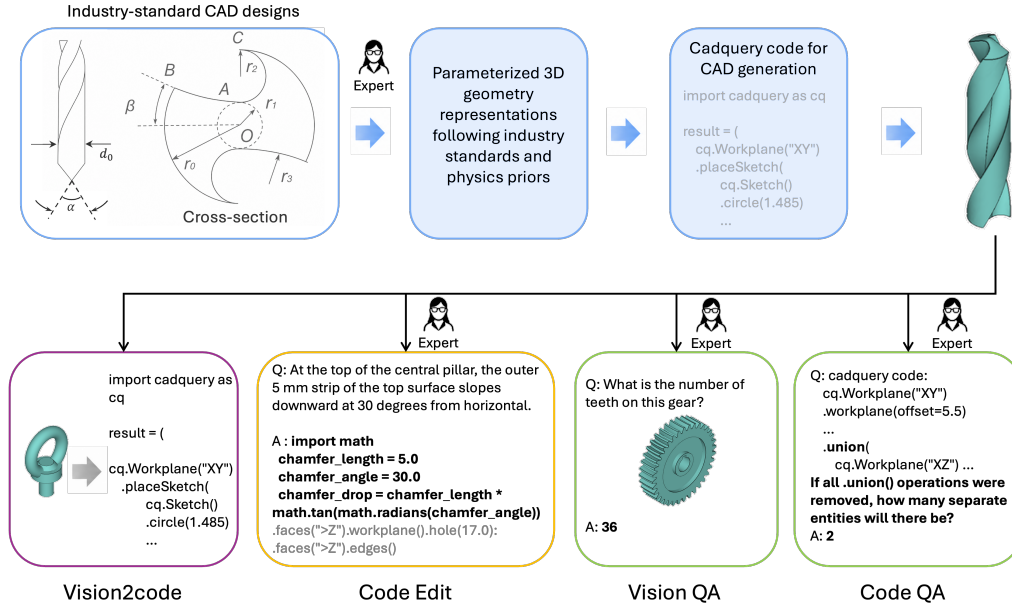 Industry-standard CAD designs
C
B
r2
A
β
r1
O
d0
r0
r3
α
Cross-section
Expert
Parameterized 3D
geometry
representations
following industry
standards and
physics priors
Cadquery code for
CAD generation
import cadquery as cq
result = (
cq.Workplane("XY")
.placeSketch(
cq.Sketch()
.circle(1.485)
...
Expert
Expert
Expert
import cadquery as
cq
result = (
cq.Workplane("XY")
.placeSketch(
cq.Sketch()
.circle(1.485)
...
Q: At the top of the central pillar, the outer
5 mm strip of the top surface slopes
downward at 30 degrees from horizontal.
A : import math
chamfer_length = 5.0
chamfer_angle = 30.0
chamfer_drop = chamfer_length *
math.tan(math.radians(chamfer_angle))
.faces(">Z").workplane().hole(17.0):
.faces(">Z").edges()
Q: What is the number of
teeth on this gear?
A: 36
Q: cadquery code:
cq.Workplane("XY")
.workplane(offset=5.5)
...
.union(
cq.Workplane("XZ") ...
If all .union() operations were
removed, how many separate
entities will there be?
A: 2
Vision2code
Code Edit
Vision QA
Code QA